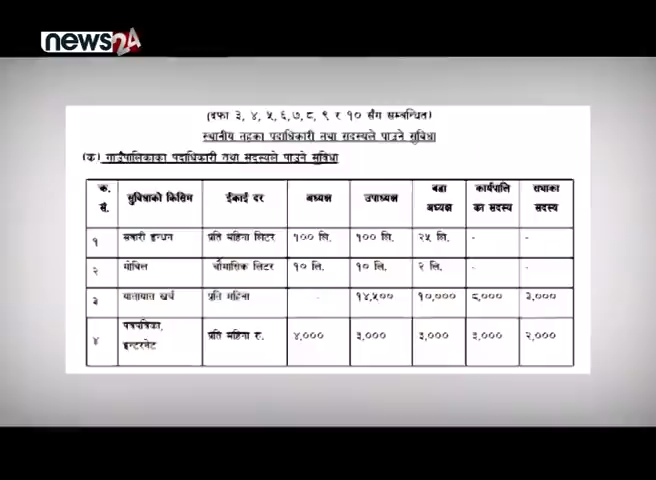 news24
(दफा ३, ४, ५, ६, ७, ८, ९ र १० सँग सम्बन्धित)
स्थानीय तहका पदाधिकारी तथा सदस्यले पाउने सुविधा
(क) गाउँपालिकाका पदाधिकारी तथा सदस्यले पाउने सुविधा
क्र. सं. सुविधाको किसिम ईकाई दर अध्यक्ष उपाध्यक्ष वडा अध्यक्ष कार्यपालिका सदस्य सभाका सदस्य
१ सवारी इन्धन प्रति महिना लिटर १०० लि. १०० लि. २५ लि. - -
२ मोविल चौमासिक लिटर १० लि. १० लि. २ लि. - -
३ यातायात खर्च प्रति महिना - १४,५०० १०,००० ८,००० ३,०००
४ पत्रपत्रिका, इन्टरनेट प्रति महिना रु. ४,००० ३,००० ३,००० ३,००० २,०००